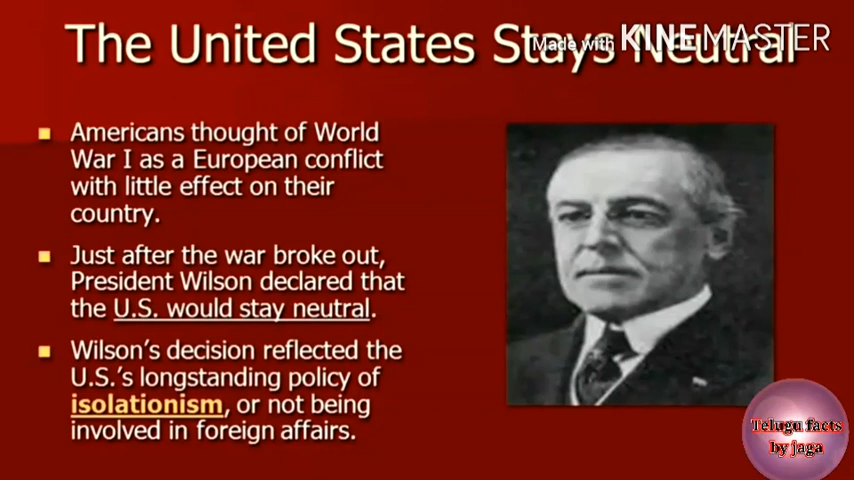 The United States Stays Neutral
Made with KINEMASTER
Americans thought of World
War I as a European conflict
with little effect on their
country.
Just after the war broke out,
President Wilson declared that
the U.S. would stay neutral.
Wilson's decision reflected the
U.S.'s longstanding policy of
isolationism, or not being
involved in foreign affairs.
Telugu facts
by jaga